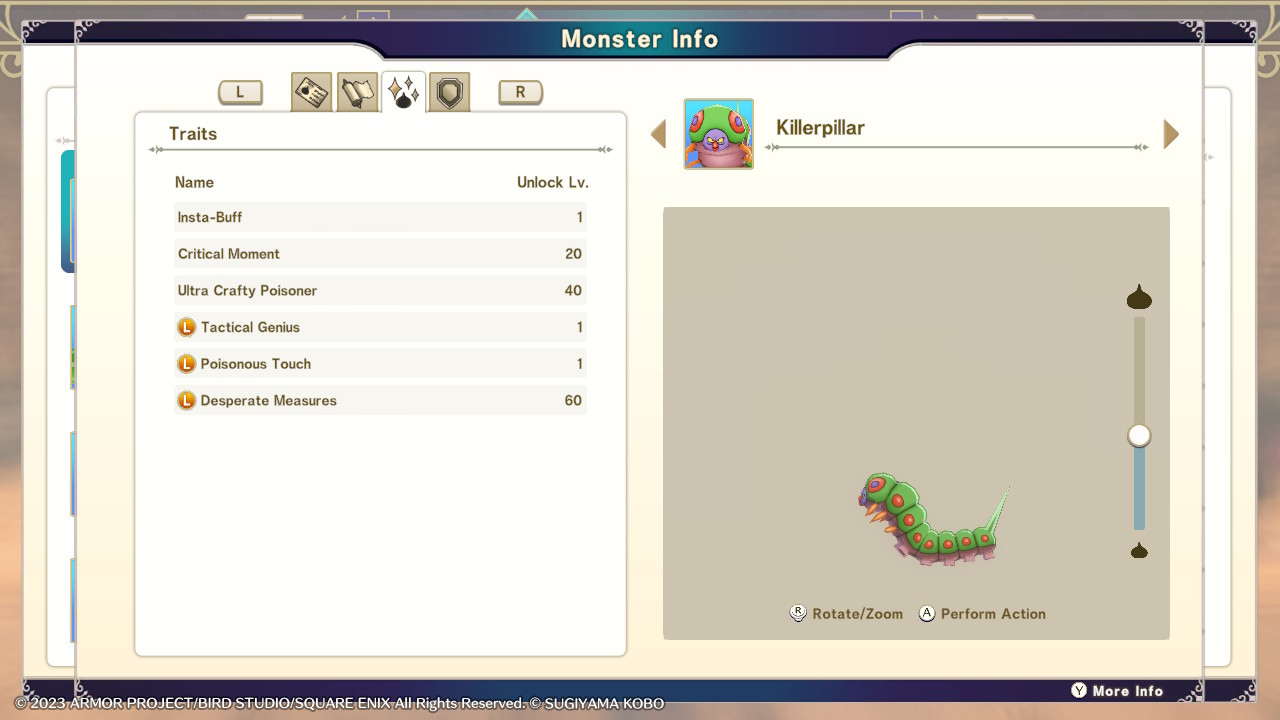 Monster Info
L
R
Traits
Name Unlock Lv.
Insta-Buff 1
Critical Moment 20
Ultra Crafty Poisoner 40
L Tactical Genius 1
L Poisonous Touch 1
L Desperate Measures 60
Killerpillar
R Rotate/Zoom A Perform Action
Y More Info
© 2023 ARMOR PROJECT/BIRD STUDIO/SQUARE ENIX All Rights Reserved. © SUGIYAMA KOBO